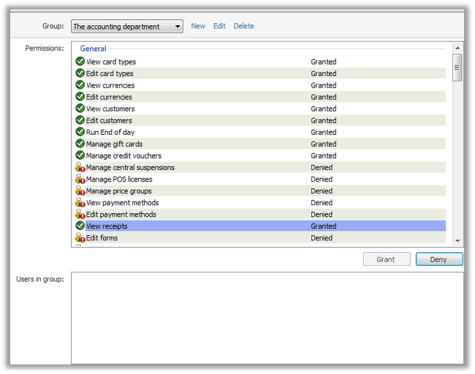 Group: The accounting department New Edit Delete
Permissions: General
View card types Granted
Edit card types Granted
View currencies Granted
Edit currencies Granted
View customers Granted
Edit customers Granted
Run End of day Granted
Manage gift cards Granted
Manage credit vouchers Granted
Manage central suspensions Denied
Manage POS licenses Denied
Manage price groups Denied
View payment methods Denied
Edit payment methods Denied
View receipts Granted
Edit forms Denied
Grant Deny
Users in group: